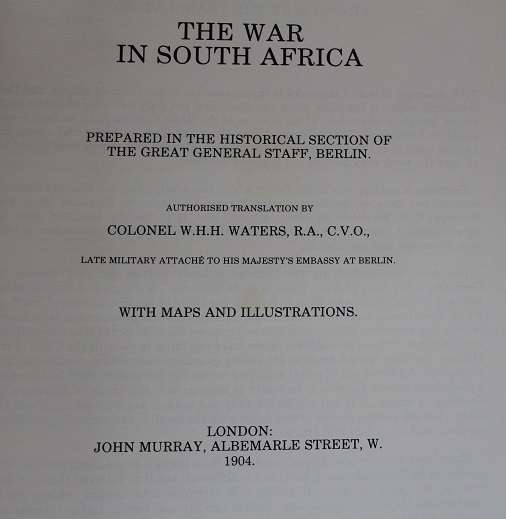 THE WAR
IN SOUTH AFRICA
PREPARED IN THE HISTORICAL SECTION OF
THE GREAT GENERAL STAFF, BERLIN.
AUTHORISED TRANSLATION BY
COLONEL W.H.H. WATERS, R.A., C.V.O.,
LATE MILITARY ATTACHÉ TO HIS MAJESTY'S EMBASSY AT BERLIN.
WITH MAPS AND ILLUSTRATIONS.
LONDON:
JOHN MURRAY, ALBEMARLE STREET, W.
1904.